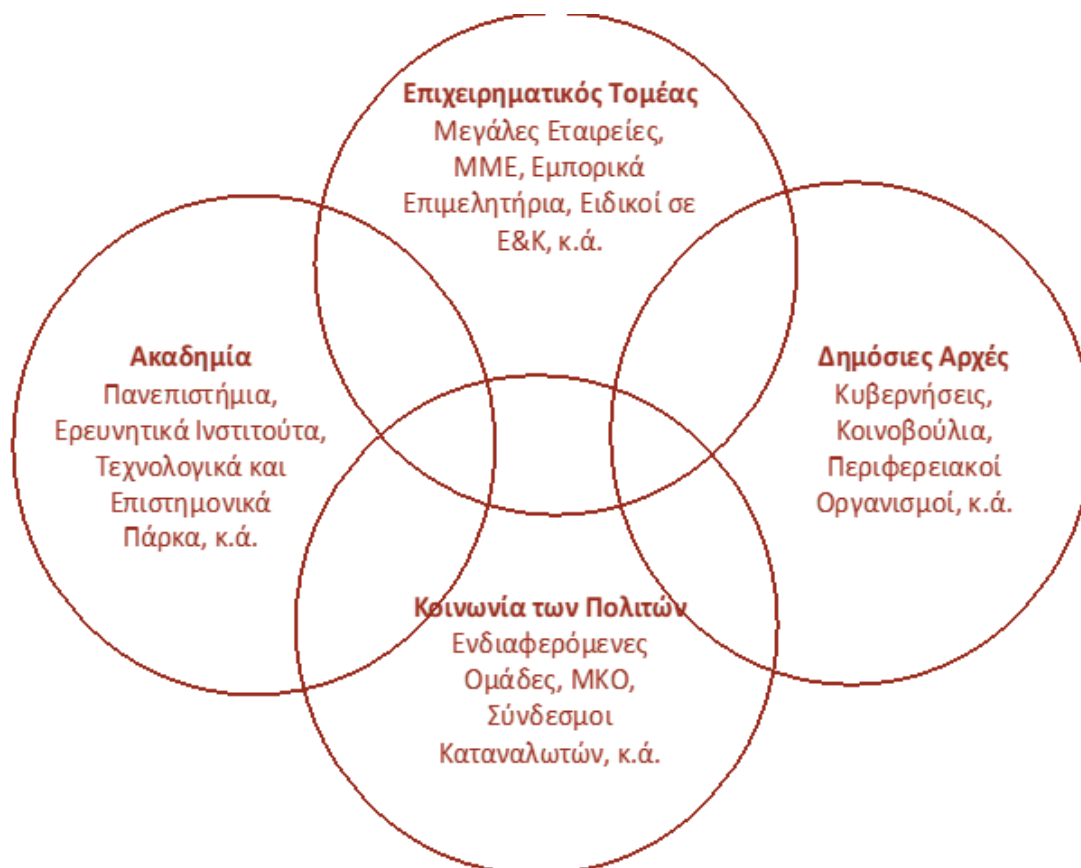 Επιχειρηματικός Τομέας
Μεγάλες Εταιρείες,
ΜΜΕ, Εμπορικά
Επιμελητήρια, Ειδικοί σε
Ε&Κ, κ.ά.
Ακαδημία
Πανεπιστήμια,
Ερευνητικά Ινστιτούτα,
Τεχνολογικά και
Επιστημονικά
Πάρκα, κ.ά.
Δημόσιες Αρχές
Κυβερνήσεις,
Κοινοβούλια,
Περιφερειακοί
Οργανισμοί, κ.ά.
Κοινωνία των Πολιτών
Ενδιαφερόμενες
Ομάδες, ΜΚΟ,
Σύνδεσμοι
Καταναλωτών, κ.ά.